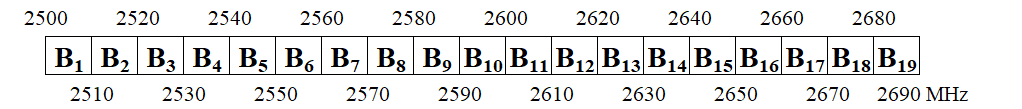 2500 2520 2540 2560 2580 2600 2620 2640 2660 2680
B₁ B₂ B₃ B₄ B₅ B₆ B₇ B₈ B₉ B₁₀ B₁₁ B₁₂ B₁₃ B₁₄ B₁₅ B₁₆ B₁₇ B₁₈ B₁₉
2510 2530 2550 2570 2590 2610 2630 2650 2670 2690 MHz